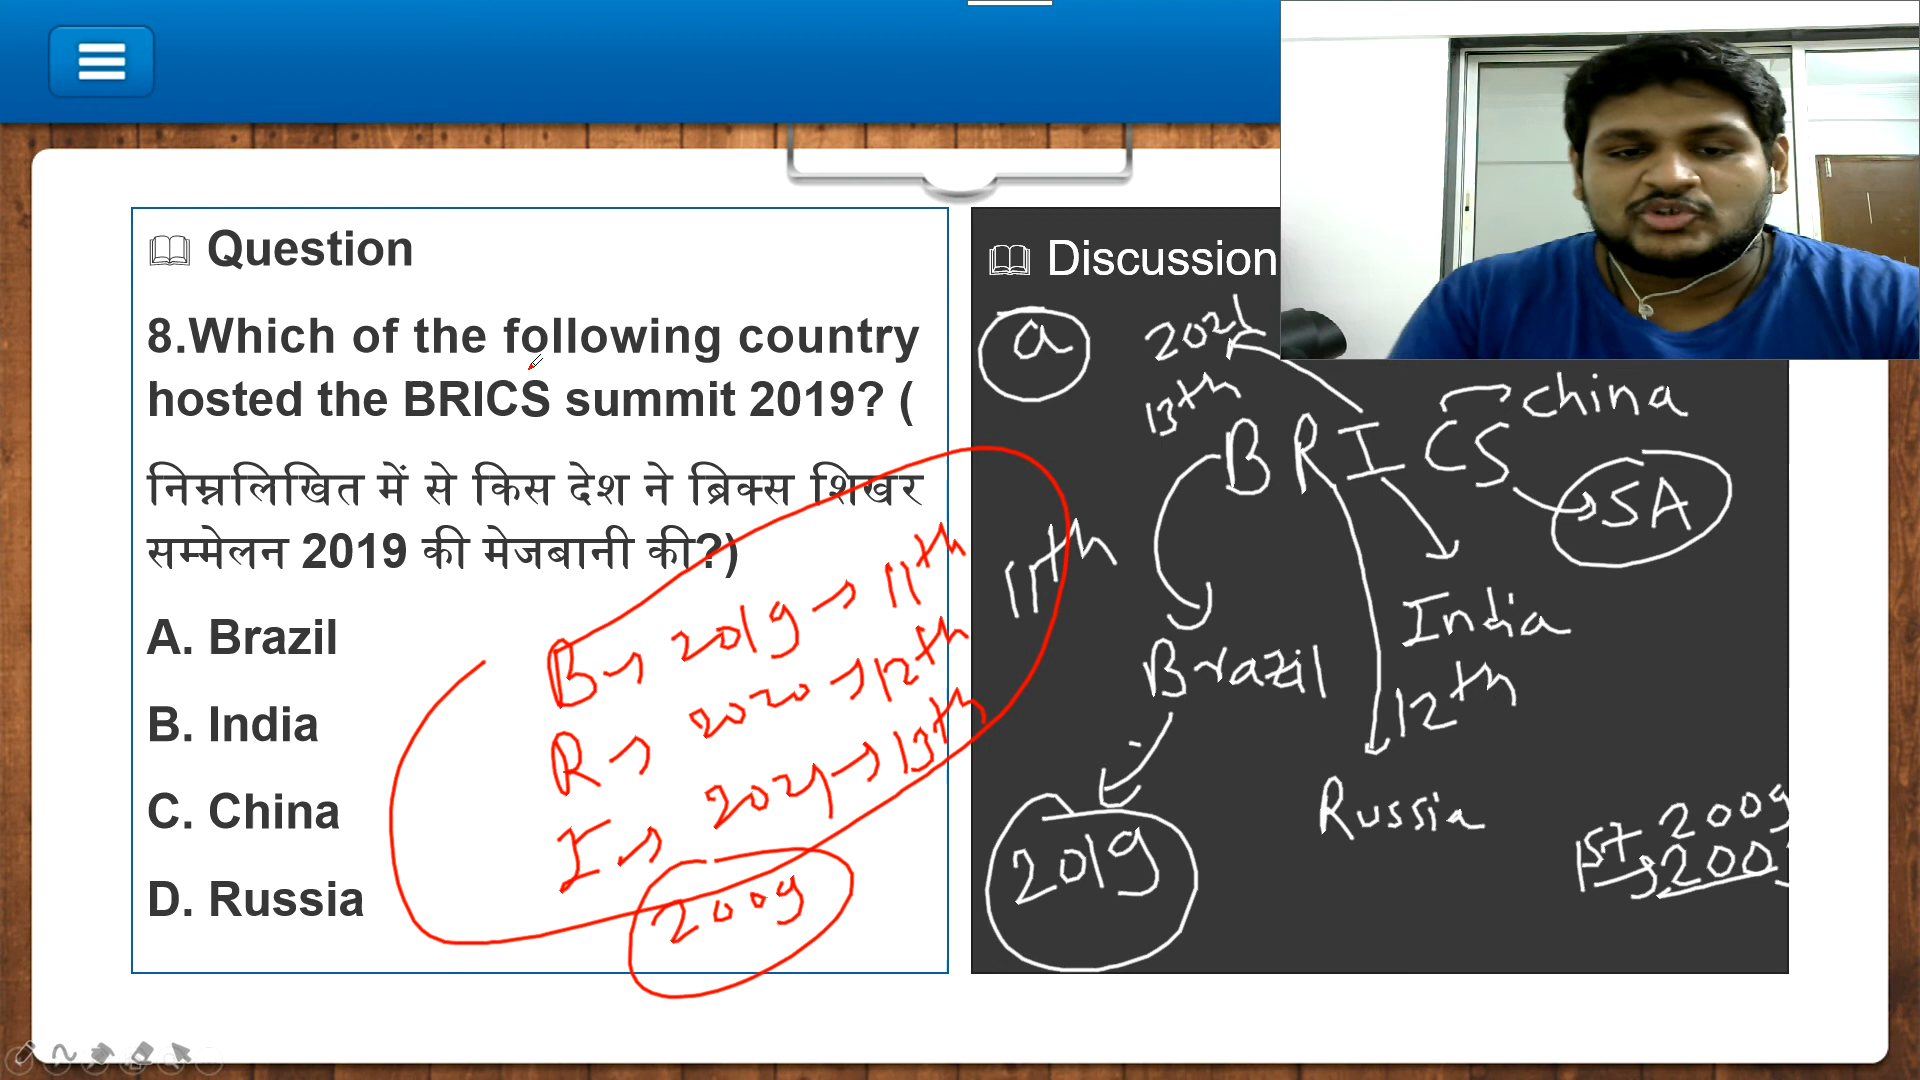 Question
8.Which of the following country
hosted the BRICS summit 2019? (
निम्नलिखित में से किस देश ने ब्रिक्स शिखर
सम्मेलन 2019 की मेजबानी की?)
A. Brazil
B. India
C. China
D. Russia
B→ 2019 → 11th
R→ 2020 → 12th
I→ 2021 → 13th
2009
Discussion
a
2021
13th
BRICS
China
SA
11th
India
Brazil
12th
Russia
2019
1st → 2009